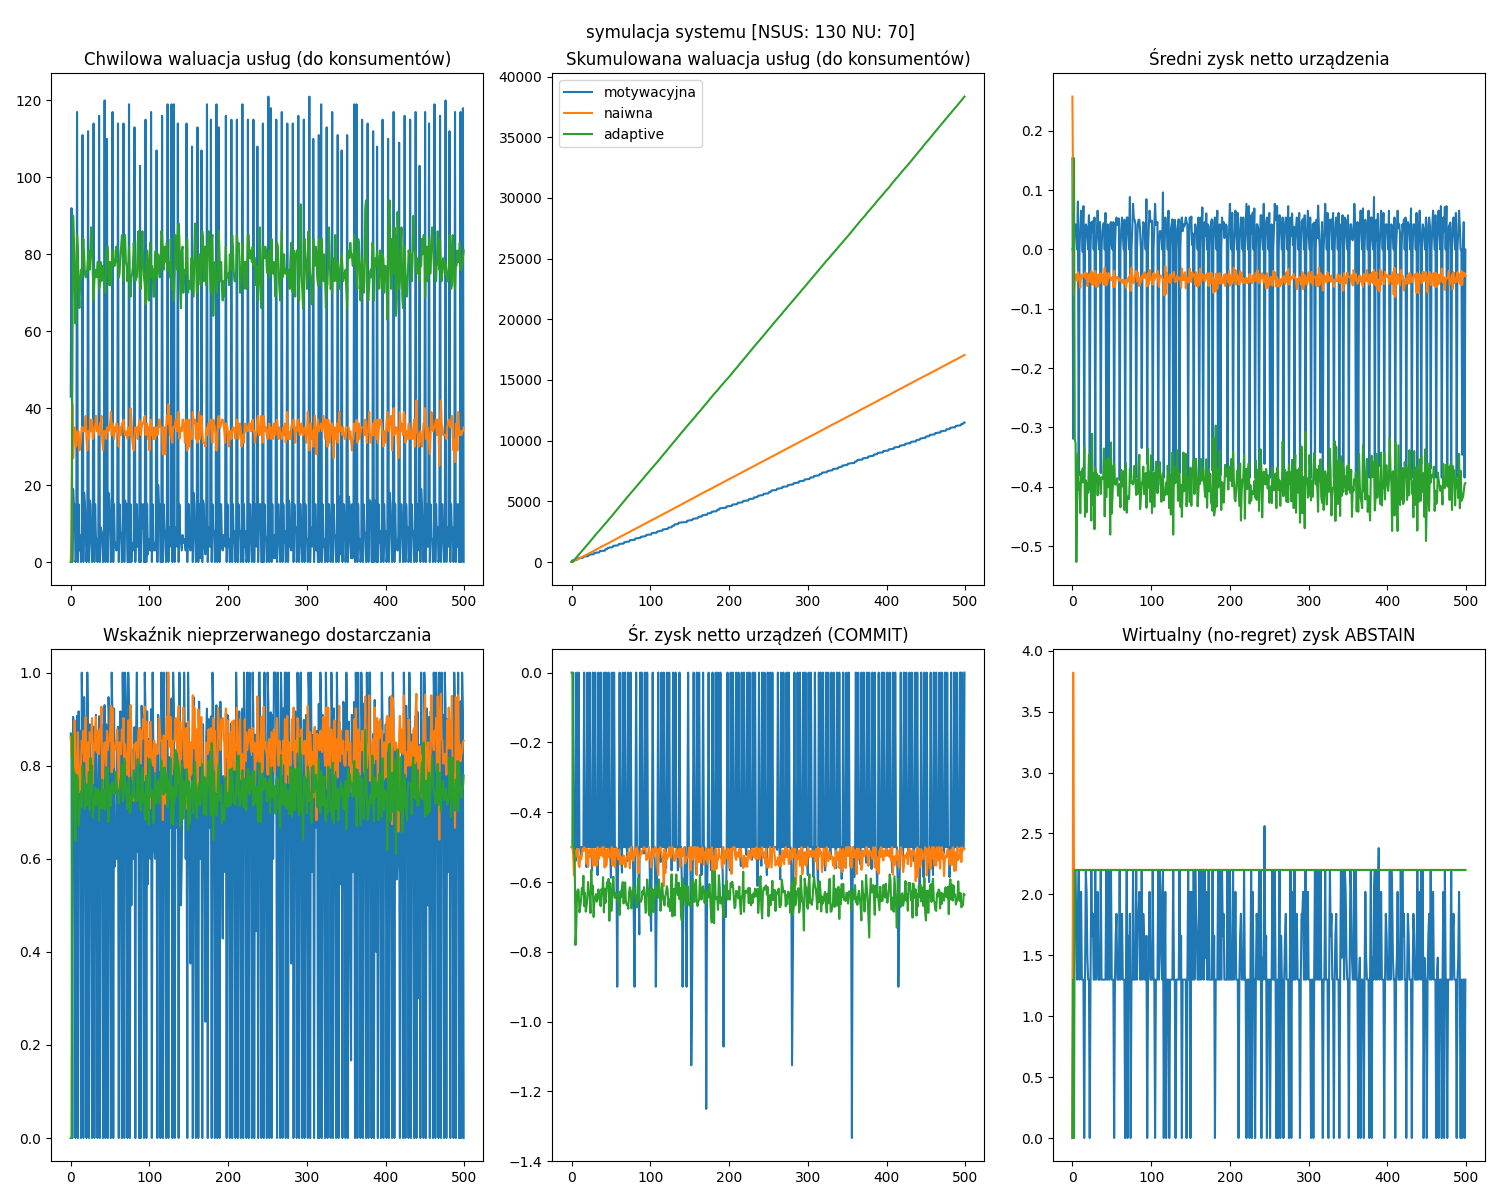 symulacja systemu [NSUS: 130 NU: 70]
Chwilowa waluacja usług (do konsumentów)
120
100
80
60
40
20
0
0 100 200 300 400 500
Skumulowana waluacja usług (do konsumentów)
motywacyjna
naiwna
adaptive
40000
35000
30000
25000
20000
15000
10000
5000
0
0 100 200 300 400 500
Średni zysk netto urządzenia
0.2
0.1
0.0
−0.1
−0.2
−0.3
−0.4
−0.5
0 100 200 300 400 500
Wskaźnik nieprzerwanego dostarczania
1.0
0.8
0.6
0.4
0.2
0.0
0 100 200 300 400 500
Śr. zysk netto urządzeń (COMMIT)
0.0
−0.2
−0.4
−0.6
−0.8
−1.0
−1.2
−1.4
0 100 200 300 400 500
Wirtualny (no-regret) zysk ABSTAIN
4.0
3.5
3.0
2.5
2.0
1.5
1.0
0.5
0.0
0 100 200 300 400 500